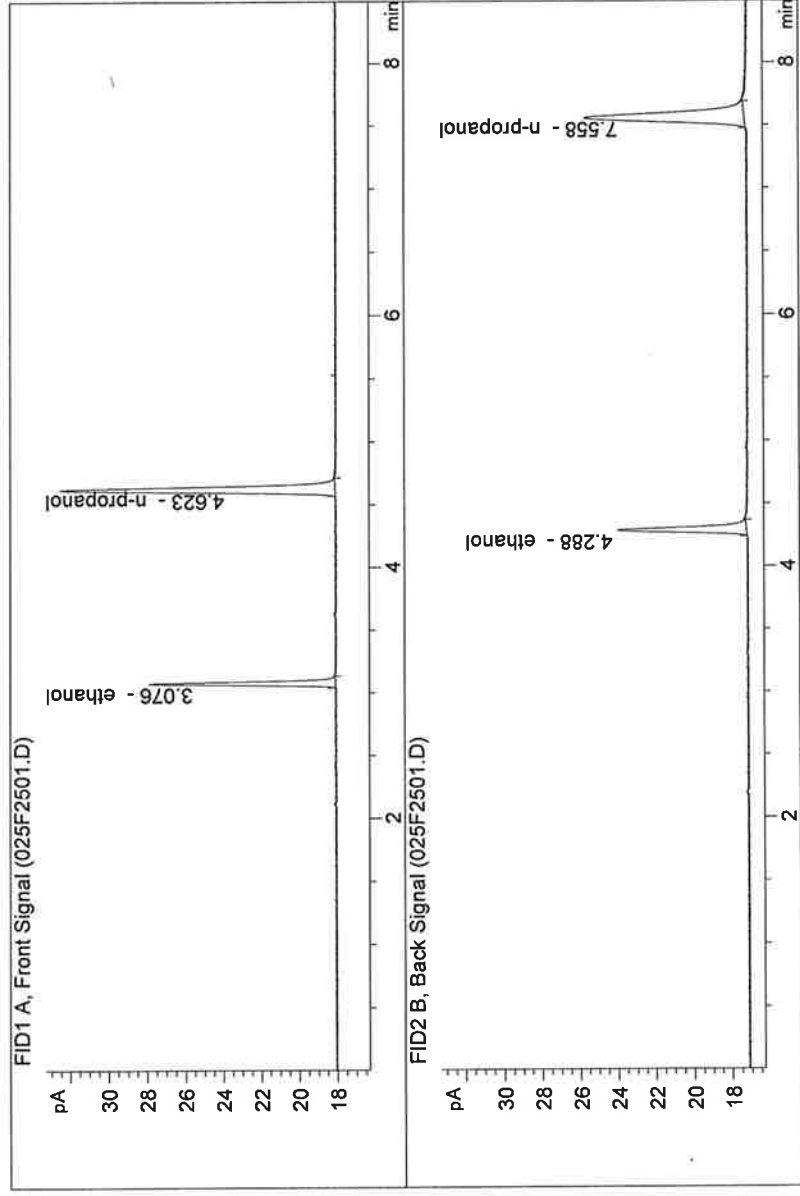 FID1 A, Front Signal (025F2501.D)
pA
30
28
26
24
22
20
18
3.076 - ethanol
4.623 - n-propanol
2
4
6
8
min
FID2 B, Back Signal (025F2501.D)
pA
30
28
26
24
22
20
18
4.288 - ethanol
7.558 - n-propanol
2
4
6
8
min